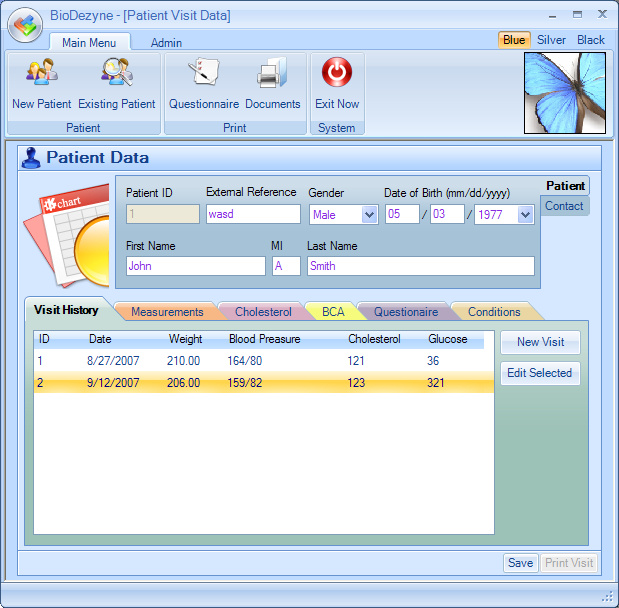 BioDezyne - [Patient Visit Data]
Main Menu Admin Blue Silver Black
New Patient Existing Patient Questionnaire Documents Exit Now
Patient Print System
Patient Data
chart
Patient ID External Reference Gender Date of Birth (mm/dd/yyyy) Patient
1 wasd Male 05 / 03 / 1977 Contact
First Name MI Last Name
John A Smith
Visit History Measurements Cholesterol BCA Questionaire Conditions
ID Date Weight Blood Preasure Cholesterol Glucose New Visit
1 8/27/2007 210.00 164/80 121 36
2 9/12/2007 206.00 159/82 123 321 Edit Selected
Save Print Visit